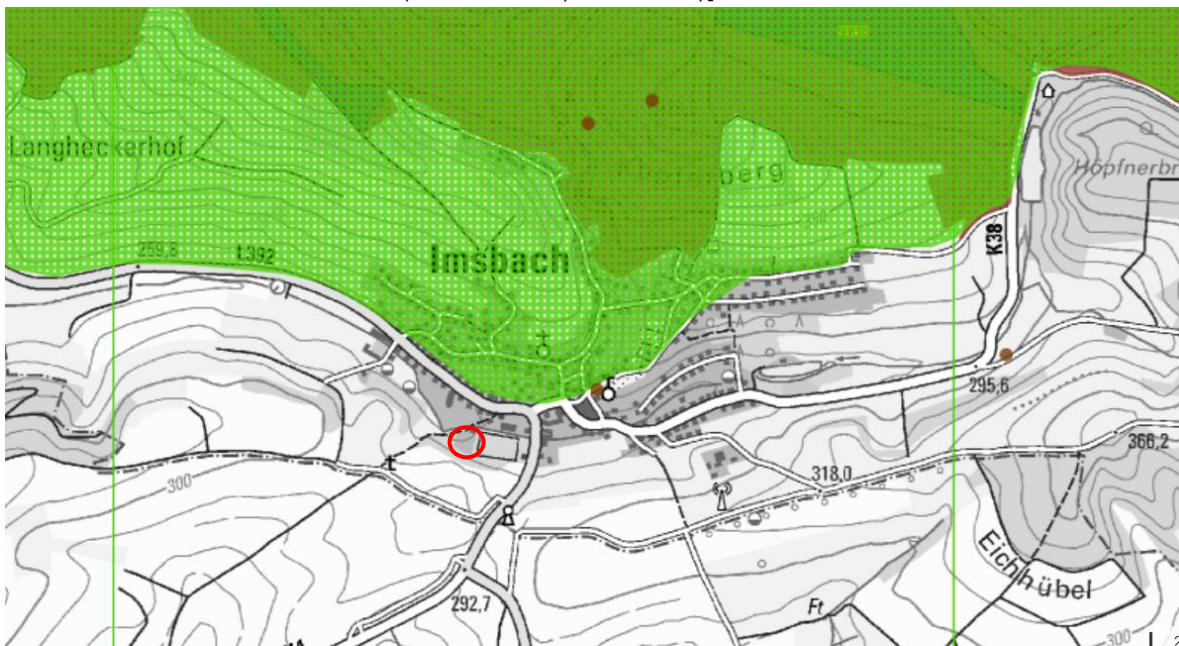 Langheckerhof
Höpfnerbr
berg
259,8
L392
Imsbach
K38
295,6
366,2
318,0
300
Eichhübel
292,7
Ft
300